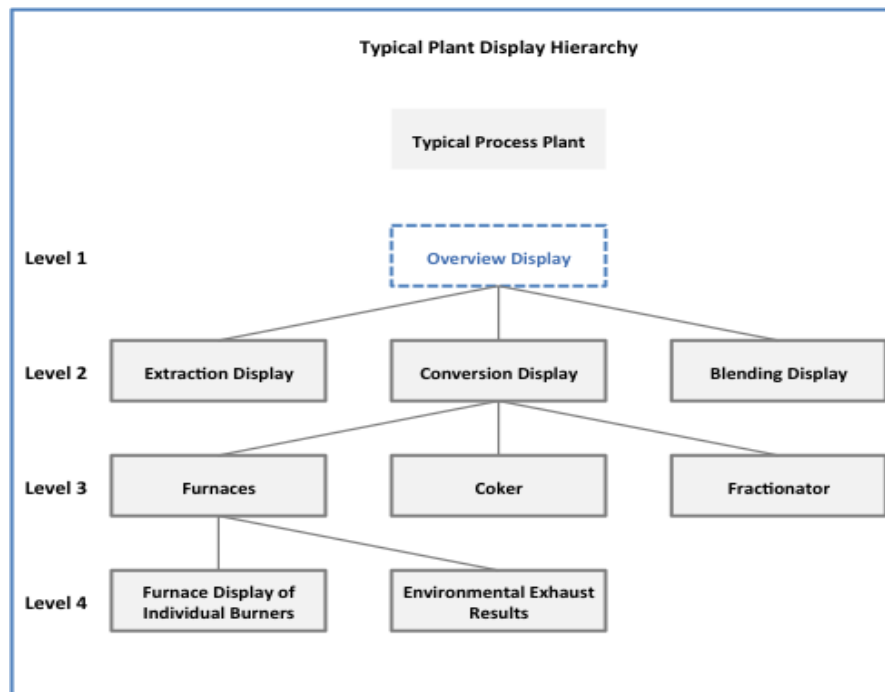 Typical Plant Display Hierarchy
Typical Process Plant
Level 1
Overview Display
Level 2
Extraction Display
Conversion Display
Blending Display
Level 3
Furnaces
Coker
Fractionator
Level 4
Furnace Display of
Individual Burners
Environmental Exhaust
Results